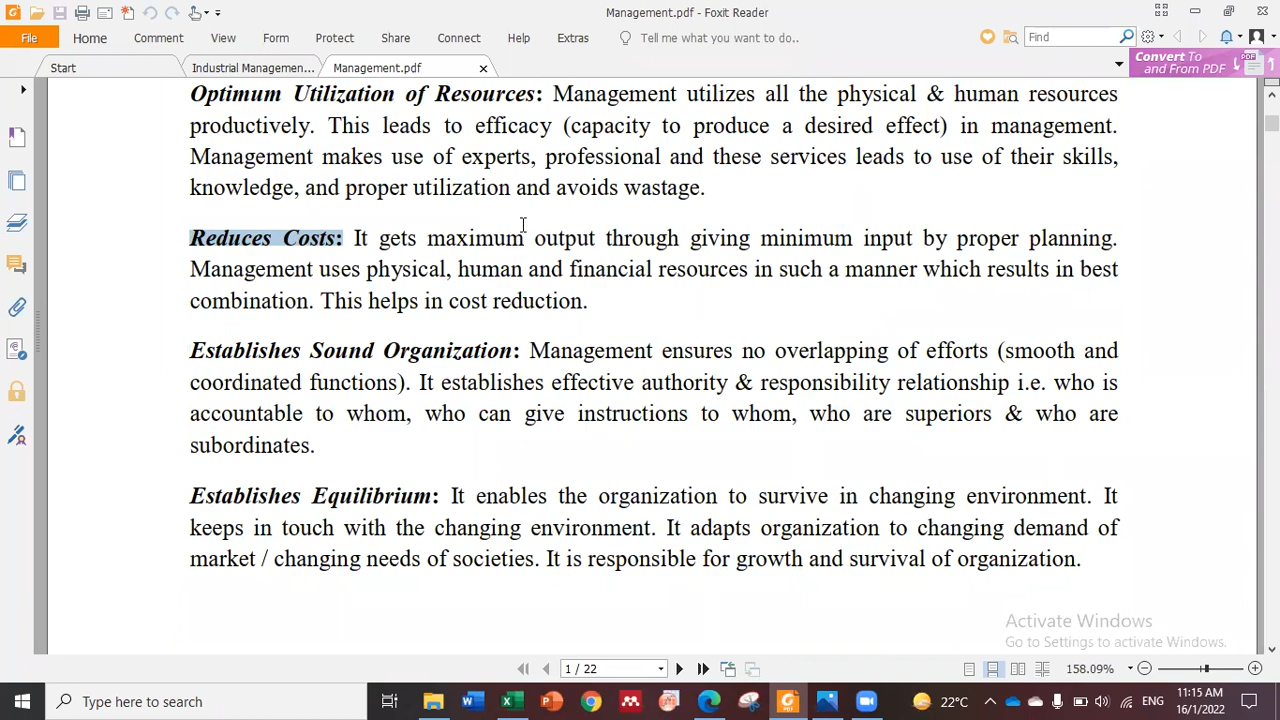 Management.pdf - Foxit Reader
File Home Comment View Form Protect Share Connect Help Extras Tell me what you want to do.. Find
Start Industrial Managemen... Management.pdf
Convert To
and From PDF
PDF
Optimum Utilization of Resources: Management utilizes all the physical & human resources
productively. This leads to efficacy (capacity to produce a desired effect) in management.
Management makes use of experts, professional and these services leads to use of their skills,
knowledge, and proper utilization and avoids wastage.
Reduces Costs: It gets maximum output through giving minimum input by proper planning.
Management uses physical, human and financial resources in such a manner which results in best
combination. This helps in cost reduction.
Establishes Sound Organization: Management ensures no overlapping of efforts (smooth and
coordinated functions). It establishes effective authority & responsibility relationship i.e. who is
accountable to whom, who can give instructions to whom, who are superiors & who are
subordinates.
Establishes Equilibrium: It enables the organization to survive in changing environment. It
keeps in touch with the changing environment. It adapts organization to changing demand of
market / changing needs of societies. It is responsible for growth and survival of organization.
Activate Windows
Go to Settings to activate Windows.
1 / 22
158.09%
Type here to search
22°C
ENG
11:15 AM
16/1/2022